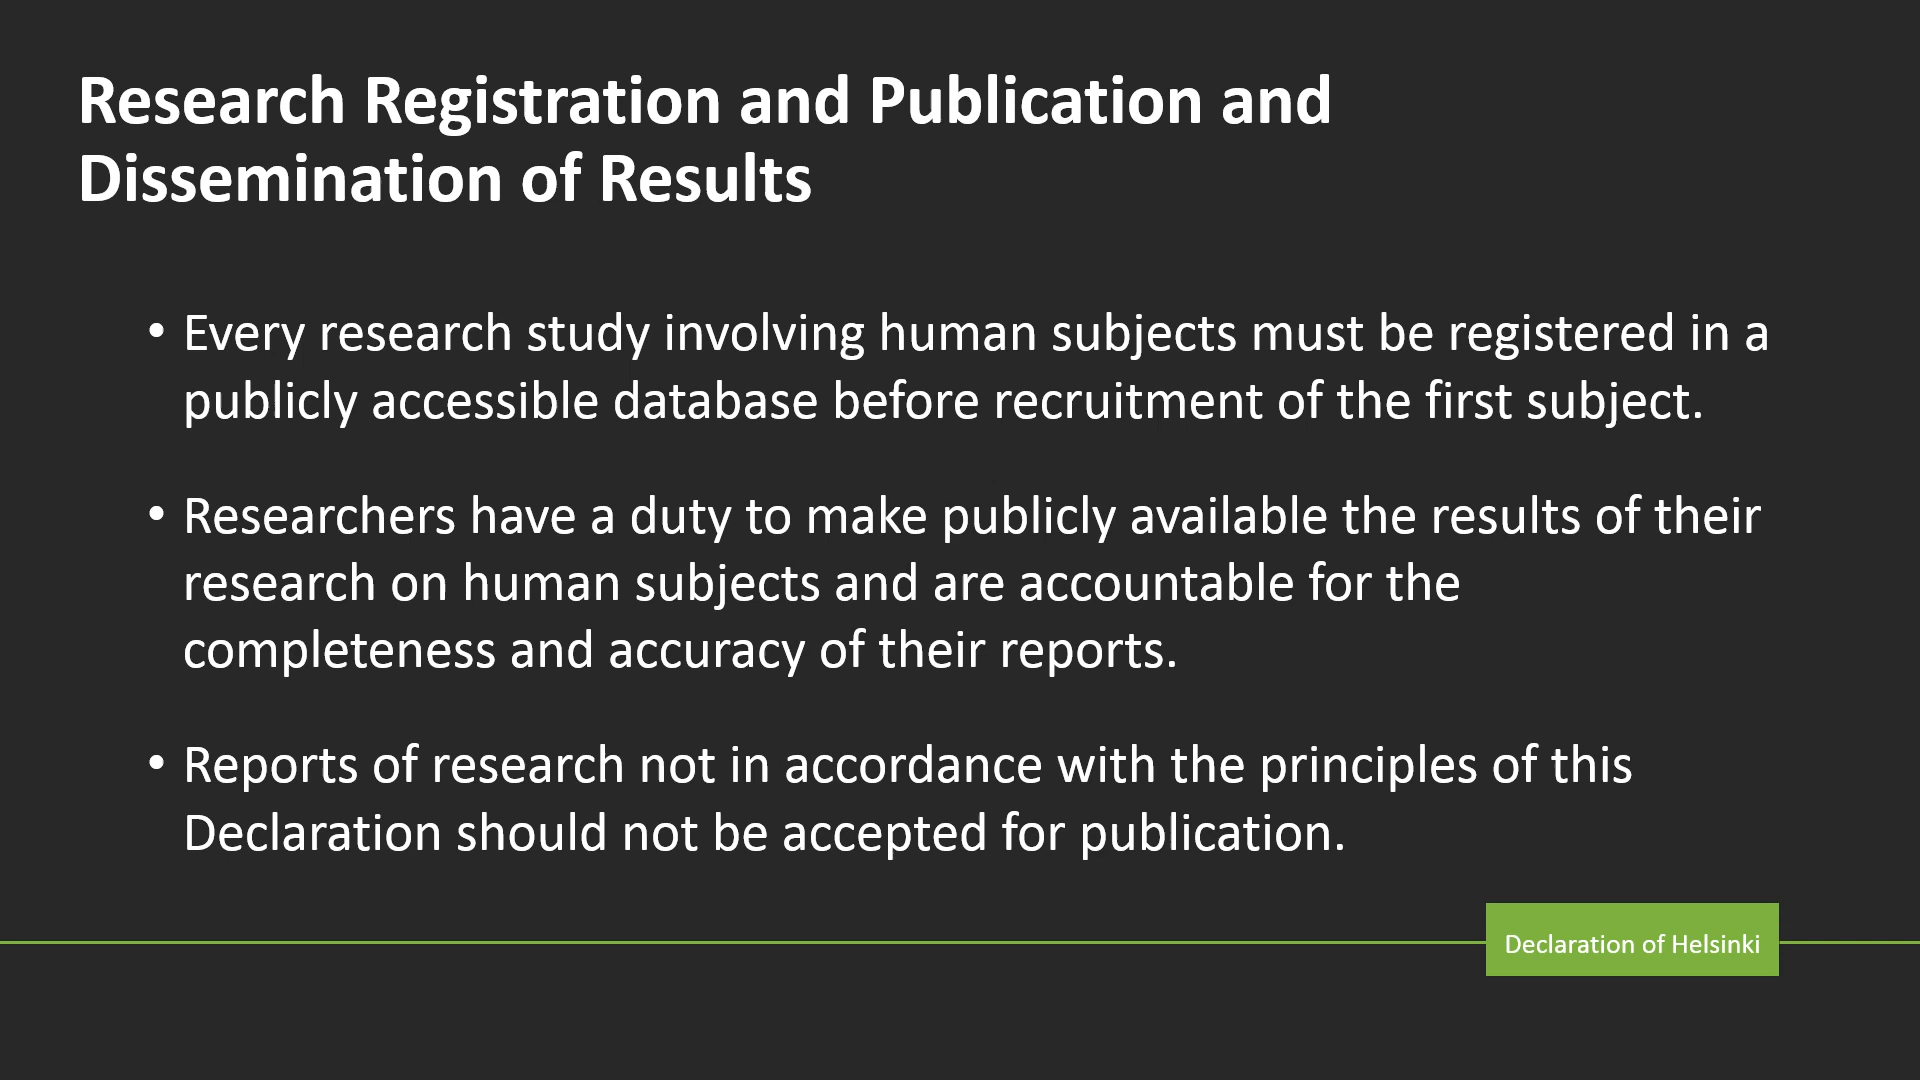 Research Registration and Publication and
Dissemination of Results
• Every research study involving human subjects must be registered in a
publicly accessible database before recruitment of the first subject.
• Researchers have a duty to make publicly available the results of their
research on human subjects and are accountable for the
completeness and accuracy of their reports.
• Reports of research not in accordance with the principles of this
Declaration should not be accepted for publication.
Declaration of Helsinki